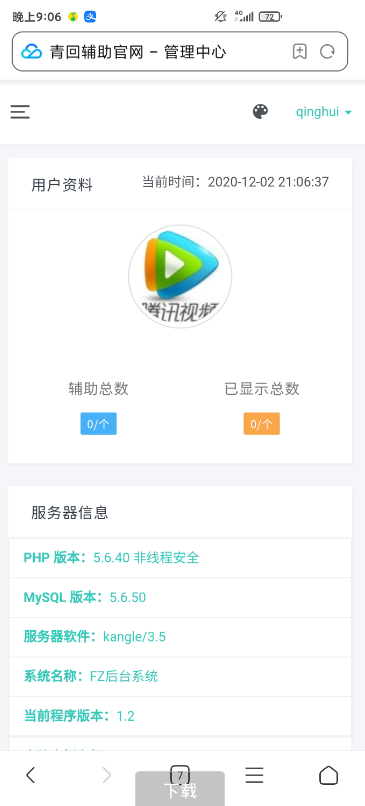 晚上9:06
4G
72
青回辅助官网 – 管理中心
qinghui
用户资料
当前时间：2020-12-02 21:06:37
腾讯视频
辅助总数
已显示总数
0/个
0/个
服务器信息
PHP 版本：5.6.40 非线程安全
MySQL 版本：5.6.50
服务器软件：kangle/3.5
系统名称：FZ后台系统
当前程序版本：1.2
7
下载